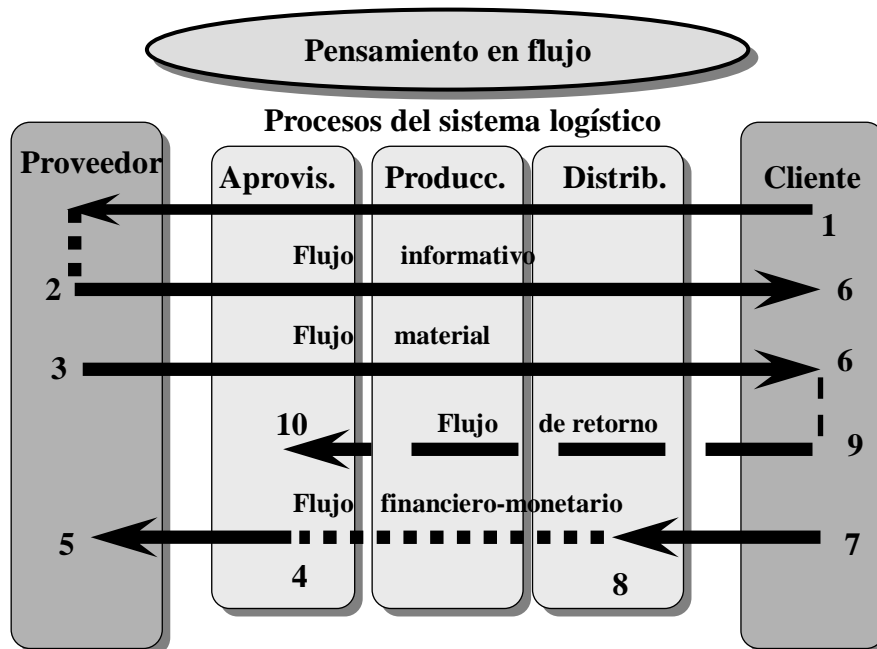 Pensamiento en flujo
Procesos del sistema logístico
Proveedor
Aprovis.
Producc.
Distrib.
Cliente
1
Flujo informativo
2
6
Flujo material
3
6
10
Flujo de retorno
9
Flujo financiero-monetario
5
7
4
8